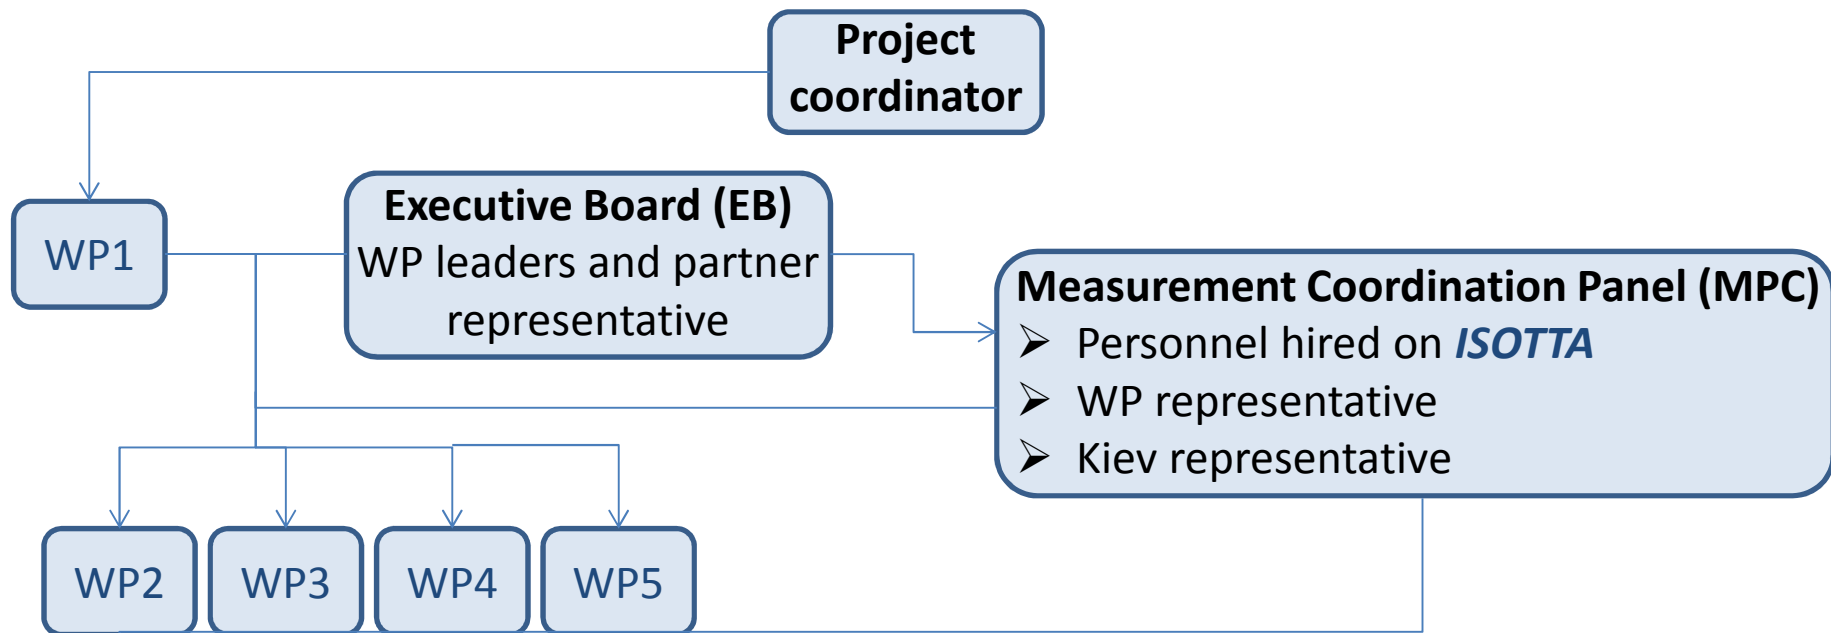 Project
coordinator
WP1
Executive Board (EB)
WP leaders and partner
representative
Measurement Coordination Panel (MPC)
➢ Personnel hired on ISOTTA
➢ WP representative
➢ Kiev representative
WP2
WP3
WP4
WP5